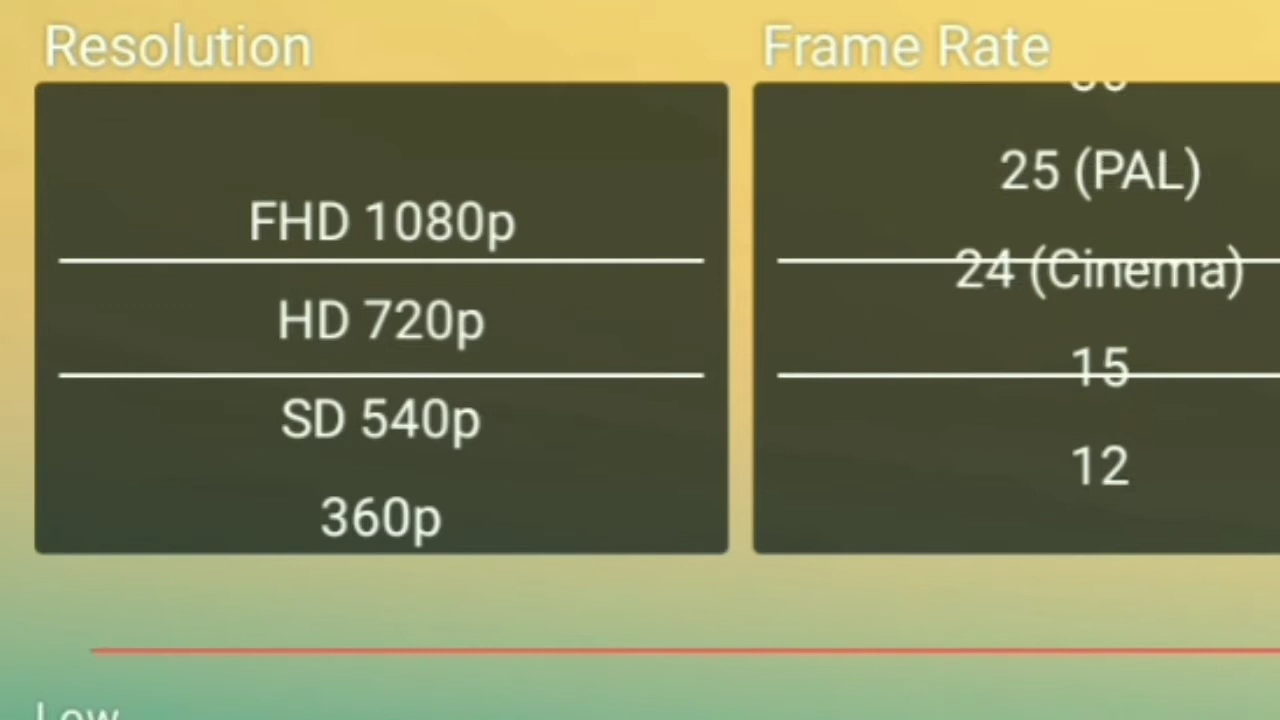 Resolution
FHD 1080p
HD 720p
SD 540p
360p
Frame Rate
25 (PAL)
24 (Cinema)
15
12
Low